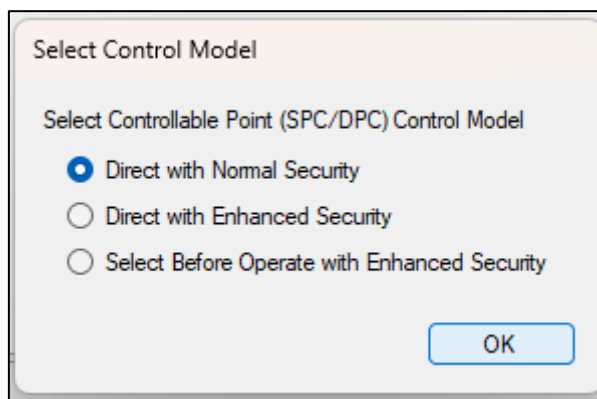 Select Control Model
Select Controllable Point (SPC/DPC) Control Model
Direct with Normal Security
Direct with Enhanced Security
Select Before Operate with Enhanced Security
OK